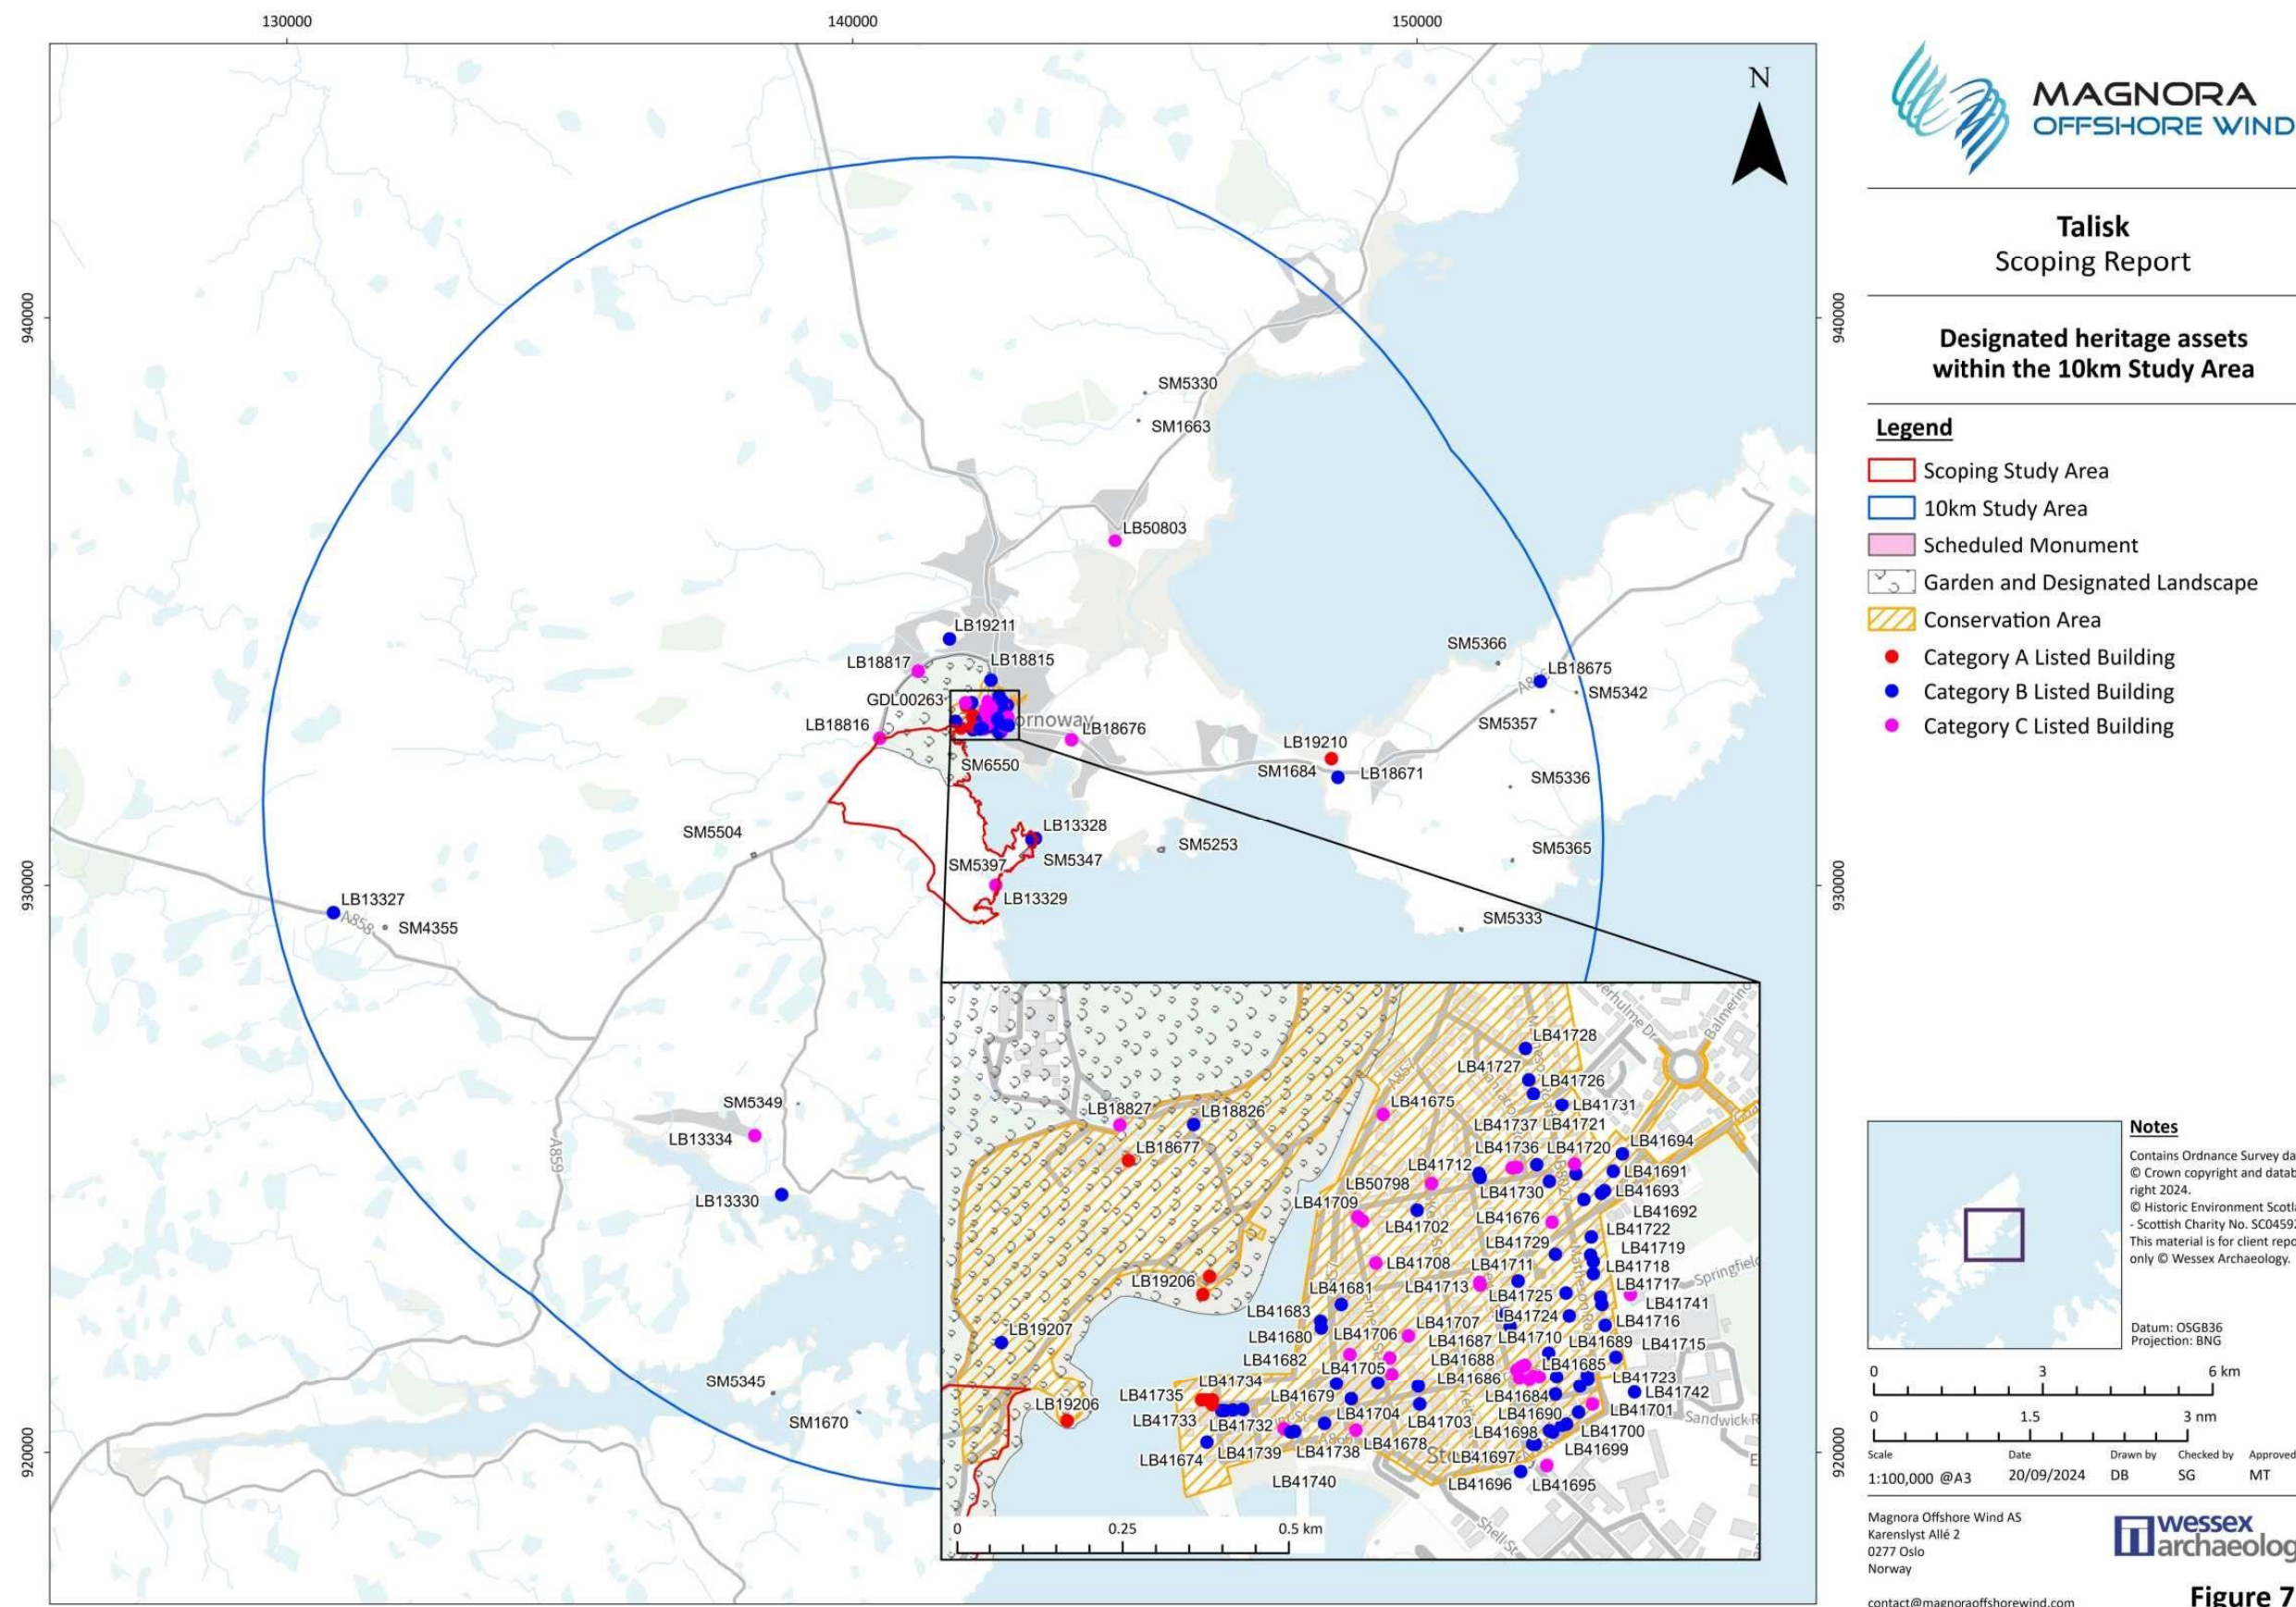 130000
140000
150000
N
940000
940000
SM5330
SM1663
LB50803
LB19211
LB18817
LB18815
GDL00263
LB18816
LB18676
SM6550
SM5366
LB18675
SM5342
SM5357
LB19210
SM1684
LB18671
SM5336
SM5504
LB13328
SM5253
SM5365
SM5397
SM5347
930000
930000
LB13327
A858
SM4355
LB13329
SM5333
SM5349
LB13334
A859
LB13330
SM5345
SM1670
920000
920000
LB41728
LB41727
LB41726
LB18827
LB18826
A857
LB41675
LB41731
LB41737
LB41721
LB18677
LB41736
LB41720
LB41694
LB41712
LB41691
LB50798
LB41730
LB41693
LB41709
LB41702
LB41676
LB41692
LB41722
LB41729
LB41719
LB41708
LB41711
LB41718
LB19206
LB41681
LB41713
LB41717
Springfield
LB41683
LB41725
LB41741
LB19207
LB41680
LB41706
LB41707
LB41724
LB41716
LB41687
LB41710
LB41689
LB41715
LB41682
LB41705
LB41688
LB41685
LB41735
LB41734
LB41686
LB41723
LB19206
LB41679
LB41684
LB41742
LB41733
LB41732
LB41704
LB41703
LB41690
LB41701
LB41674
LB41739
LB41738
LB41678
LB41698
LB41700
LB41697
LB41699
LB41740
LB41696
LB41695
Shell St
0
0.25
0.5 km
MAGNORA
OFFSHORE WIND
Talisk
Scoping Report
Designated heritage assets
within the 10km Study Area
Legend
Scoping Study Area
10km Study Area
Scheduled Monument
Garden and Designated Landscape
Conservation Area
Category A Listed Building
Category B Listed Building
Category C Listed Building
Notes
Contains Ordnance Survey da
© Crown copyright and datab
right 2024.
© Historic Environment Scotl
- Scottish Charity No. SC0459
This material is for client repo
only © Wessex Archaeology.
Datum: OSGB36
Projection: BNG
0
3
6 km
0
1.5
3 nm
Scale Date Drawn by Checked by Approved
1:100,000 @A3 20/09/2024 DB SG MT
Magnora Offshore Wind AS
Karenslyst Allé 2
0277 Oslo
Norway
contact@magnoraoffshorewind.com
wessex
archaeolog
Figure 7